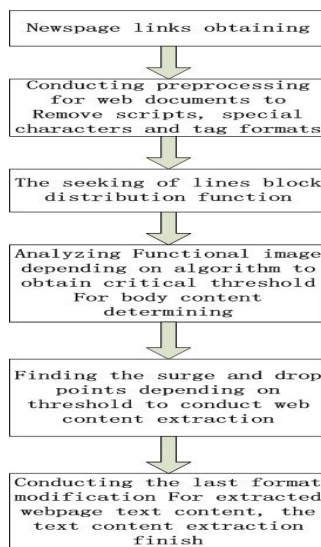 Newspage links obtaining
Conducting preprocessing
for web documents to
Remove scripts, special
characters and tag formats
The seeking of lines block
distribution function
Analyzing Functional image
depending on algorithm to
obtain critical threshold
For body content
determining
Finding the surge and drop
points depending on
threshold to conduct web
content extraction
Conducting the last format
modification For extracted
webpage text content, the
text content extraction
finish